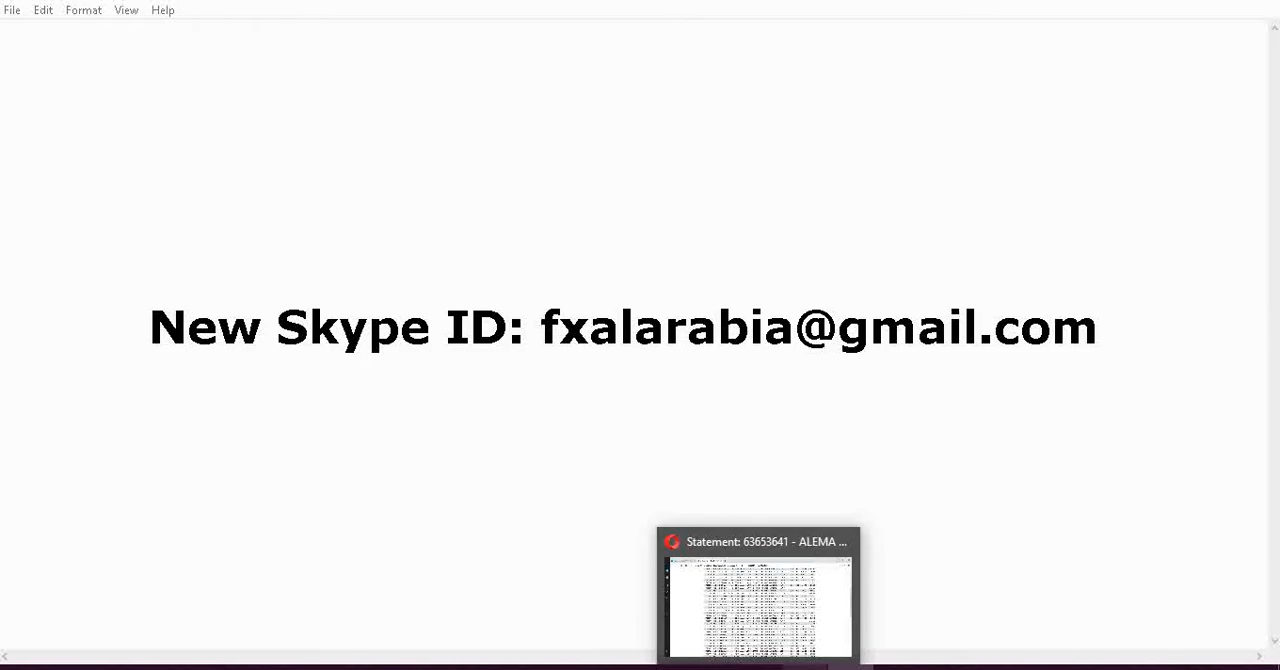 File Edit Format View Help
New Skype ID: fxalarabia@gmail.com
Statement: 63653641 - ALEMA ...